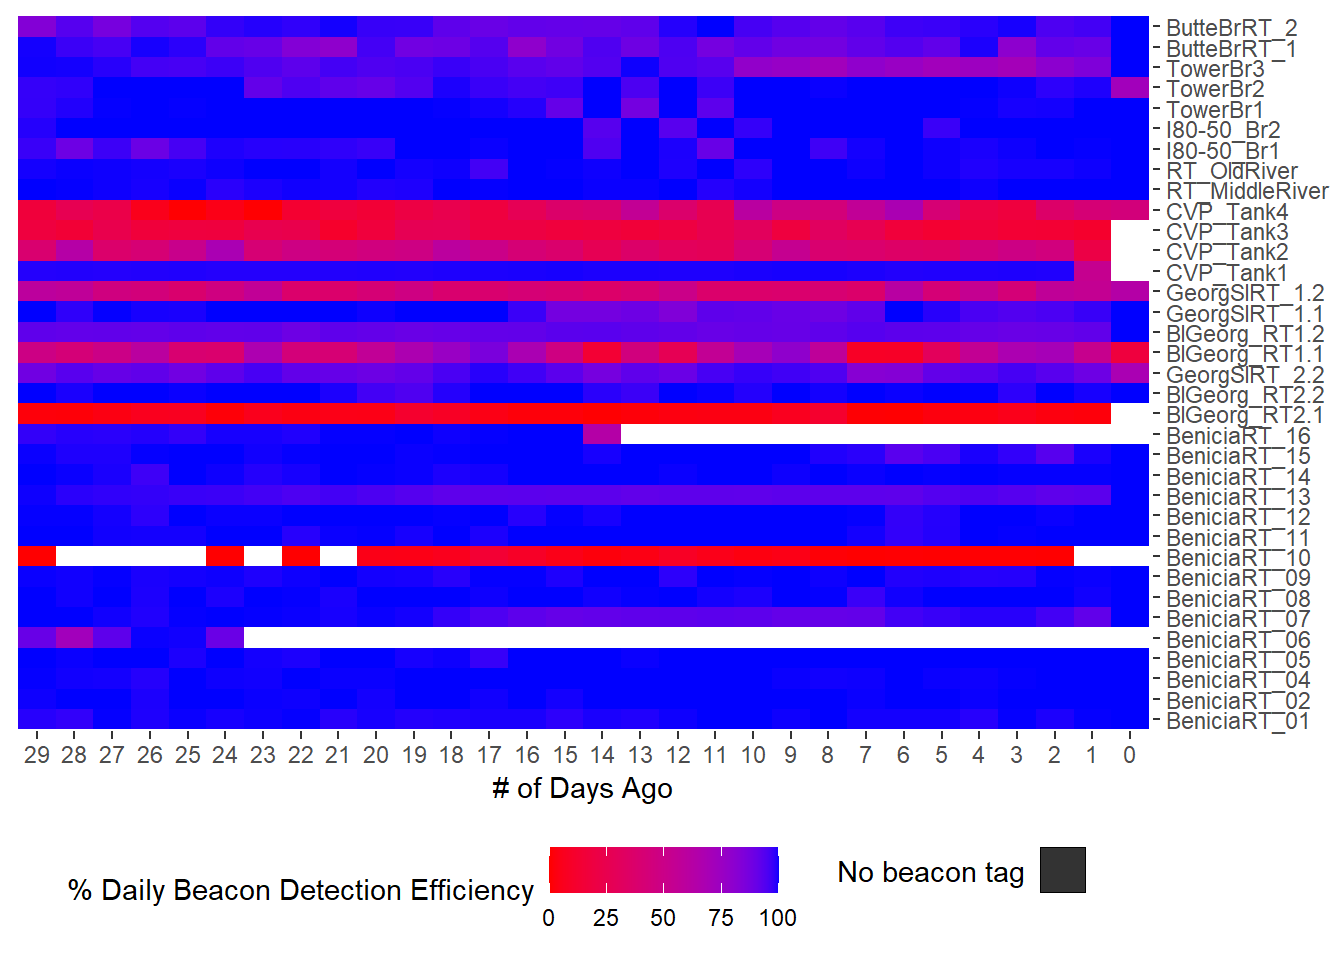 ButteBrRT_2
ButteBrRT_1
TowerBr3
TowerBr2
TowerBr1
I80-50_Br2
I80-50_Br1
RT_OldRiver
RT_MiddleRiver
CVP_Tank4
CVP_Tank3
CVP_Tank2
CVP_Tank1
GeorgSlRT_1.2
GeorgSlRT_1.1
BlGeorg_RT1.2
BlGeorg_RT1.1
GeorgSlRT_2.2
BlGeorg_RT2.2
BlGeorg_RT2.1
BeniciaRT_16
BeniciaRT_15
BeniciaRT_14
BeniciaRT_13
BeniciaRT_12
BeniciaRT_11
BeniciaRT_10
BeniciaRT_09
BeniciaRT_08
BeniciaRT_07
BeniciaRT_06
BeniciaRT_05
BeniciaRT_04
BeniciaRT_02
BeniciaRT_01
29 28 27 26 25 24 23 22 21 20 19 18 17 16 15 14 13 12 11 10 9 8 7 6 5 4 3 2 1 0
# of Days Ago
% Daily Beacon Detection Efficiency
0 25 50 75 100
No beacon tag